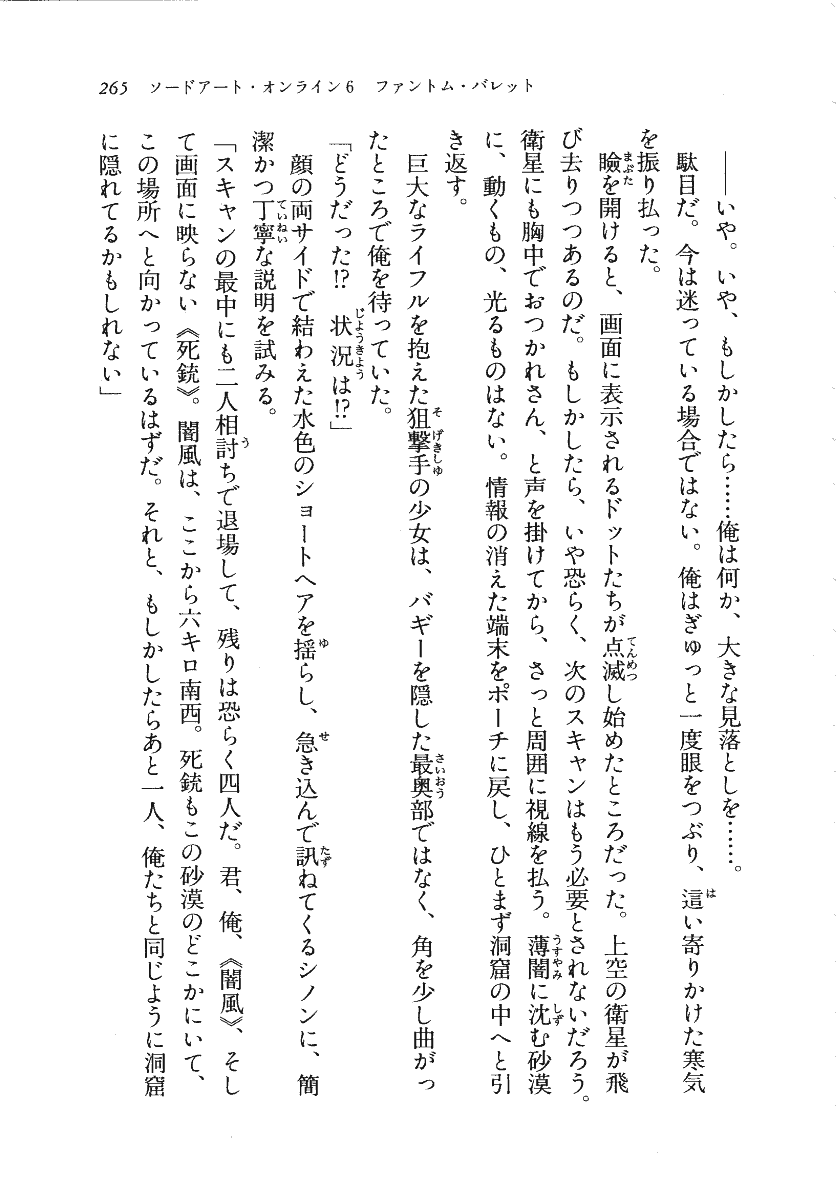 265　ソードアート・オンライン6　ファントム・バレット
――いや。いや、もしかしたら……俺は何か、大きな見落としを……。
駄目だ。今は迷っている場合ではない。俺はぎゅっと一度眼をつぶり、這い寄りかけた寒気
を振り払った。
瞼を開けると、画面に表示されるドットたちが点滅し始めたところだった。上空の衛星が飛
び去りつつあるのだ。もしかしたら、いや恐らく、次のスキャンはもう必要とされないだろう。
衛星にも胸中でおつかれさん、と声を掛けてから、さっと周囲に視線を払う。薄闇に沈む砂漠
に、動くもの、光るものはない。情報の消えた端末をポーチに戻し、ひとまず洞窟の中へと引
き返す。
巨大なライフルを抱えた狙撃手の少女は、バギーを隠した最奥部ではなく、角を少し曲がっ
たところで俺を待っていた。
「どうだった!?　状況は!?」
顔の両サイドで結わえた水色のショートヘアを揺らし、急き込んで訊ねてくるシノンに、簡
潔かつ丁寧な説明を試みる。
「スキャンの最中にも二人相討ちで退場して、残りは恐らく四人だ。君、俺、《闇風》、そし
て画面に映らない《死銃》。闇風は、ここから六キロ南西。死銃もこの砂漠のどこかにいて、
この場所へと向かっているはずだ。それと、もしかしたらあと一人、俺たちと同じように洞窟
に隠れてるかもしれない」